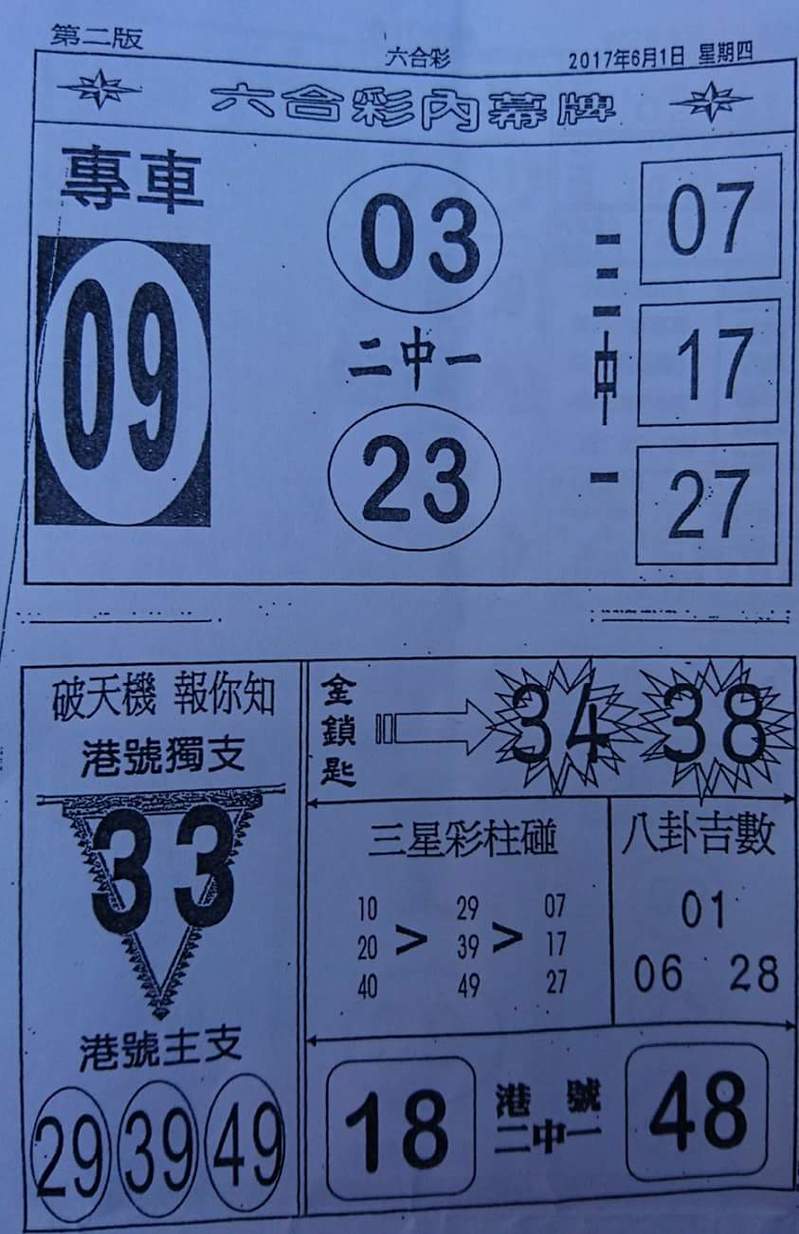 第二版
六合彩
2017年6月1日 星期四
六合彩內幕牌
專車
09
03
二中一
23
三二一中一
07
17
27
破天機 報你知
港號獨支
33
港號主支
29 39 49
金鎖匙
34 38
三星彩柱碰
10 29 07
20 > 39 > 17
40 49 27
八卦吉數
01
06 28
18
港號
二中一
48